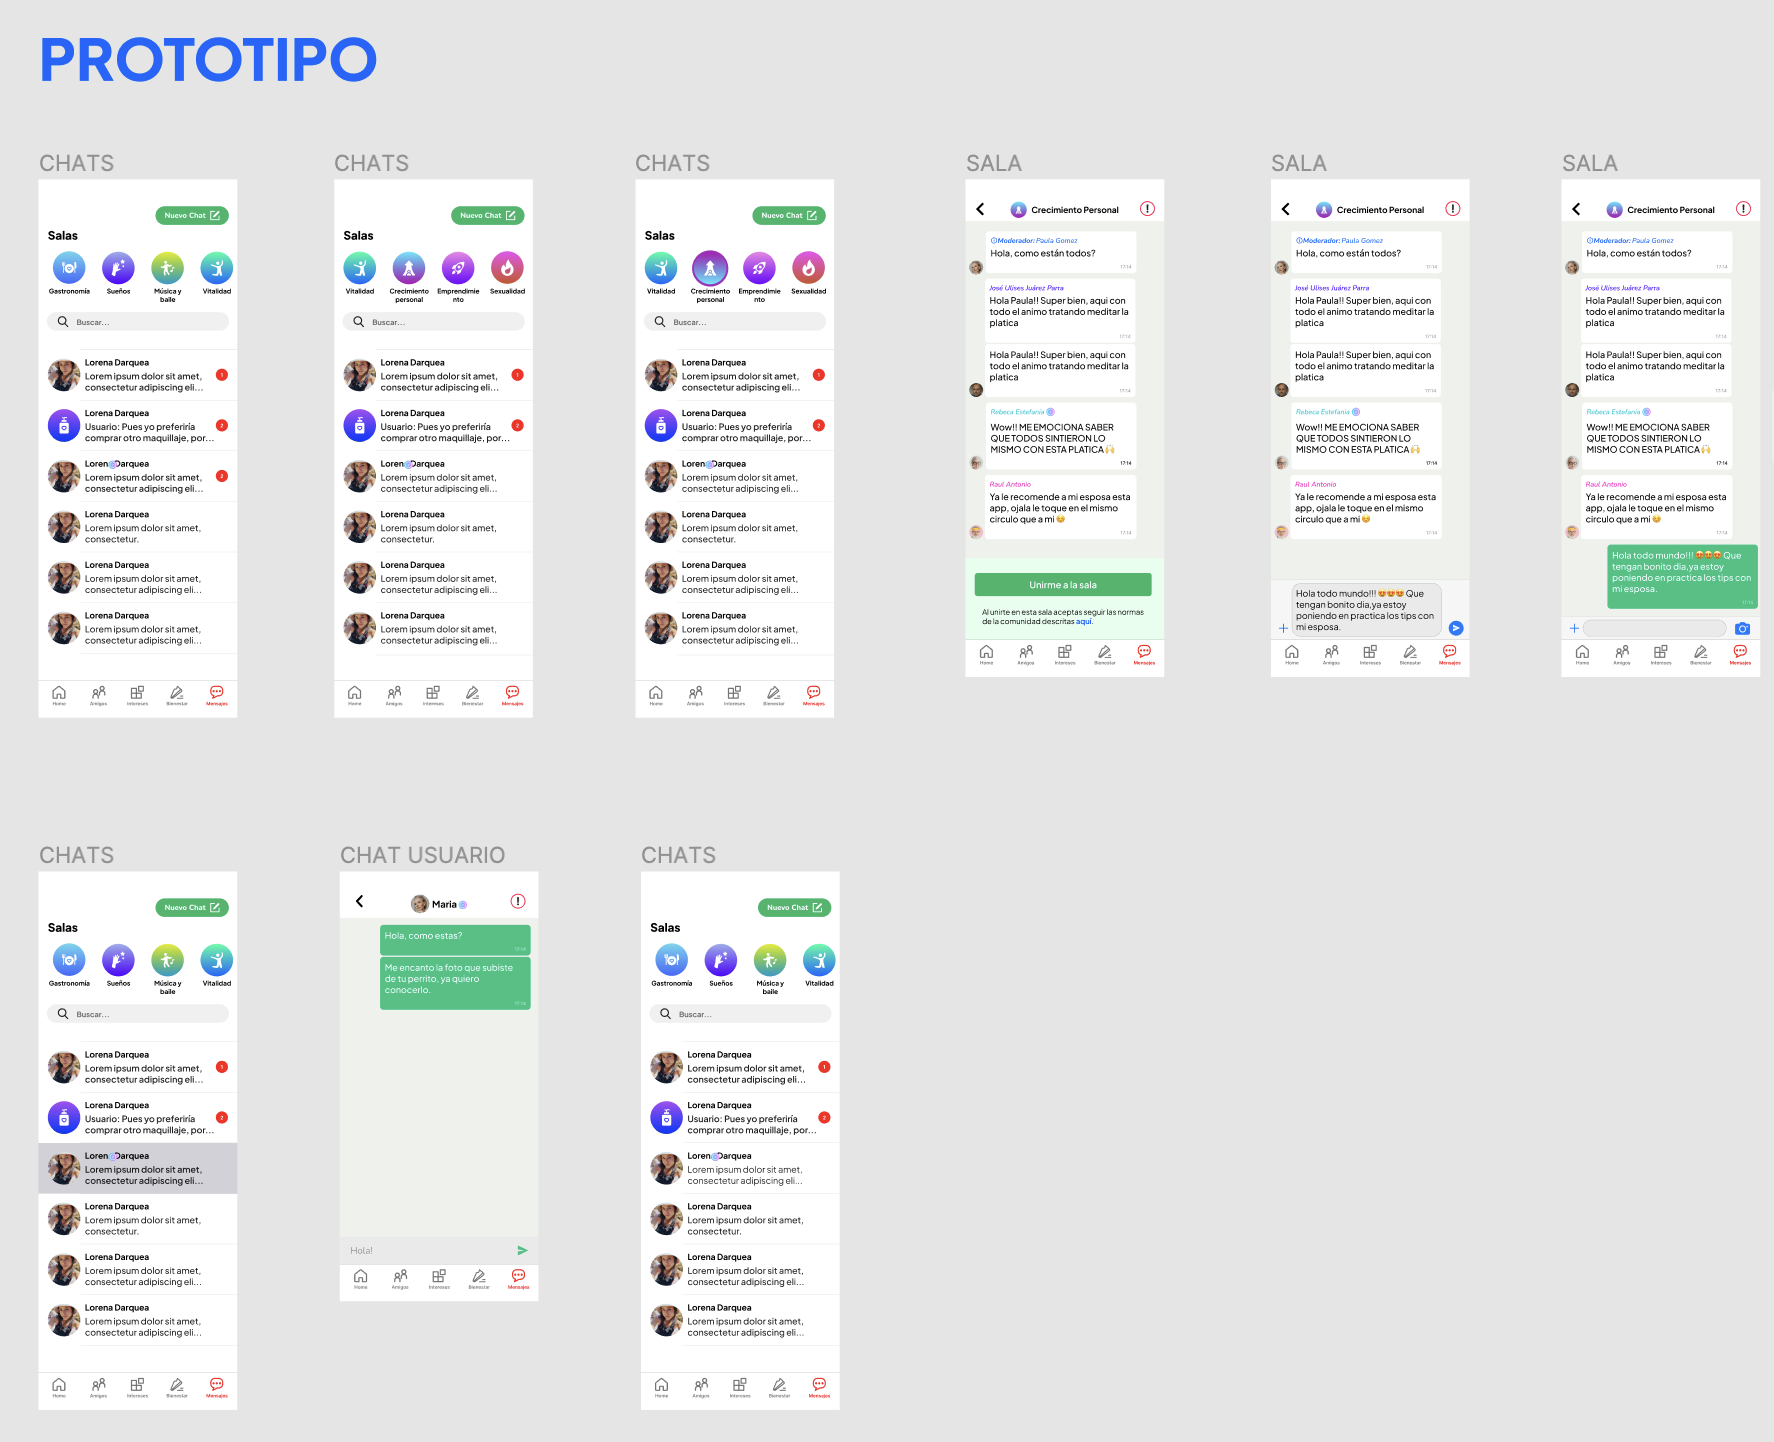 PROTOTIPO
CHATS
Nuevo Chat
Salas
Gastronomía
Sueños
Música y
baile
Vitalidad
Buscar...
Lorena Darquea
Lorem ipsum dolor sit amet,
consectetur adipiscing eli...
1
Lorena Darquea
Usuario: Pues yo preferiría
comprar otro maquillaje, por...
2
Loren Darquea
Lorem ipsum dolor sit amet,
consectetur adipiscing eli...
2
Lorena Darquea
Lorem ipsum dolor sit amet,
consectetur.
Lorena Darquea
Lorem ipsum dolor sit amet,
consectetur adipiscing eli...
Lorena Darquea
Lorem ipsum dolor sit amet,
consectetur adipiscing eli...
Home
Amigos
Intereses
Bienestar
Mensajes
CHATS
Nuevo Chat
Salas
Vitalidad
Crecimiento
personal
Emprendimie
nto
Sexualidad
Buscar...
Lorena Darquea
Lorem ipsum dolor sit amet,
consectetur adipiscing eli...
1
Lorena Darquea
Usuario: Pues yo preferiría
comprar otro maquillaje, por...
2
Loren Darquea
Lorem ipsum dolor sit amet,
consectetur adipiscing eli...
Lorena Darquea
Lorem ipsum dolor sit amet,
consectetur.
Lorena Darquea
Lorem ipsum dolor sit amet,
consectetur adipiscing eli...
Lorena Darquea
Lorem ipsum dolor sit amet,
consectetur adipiscing eli...
Home
Amigos
Intereses
Bienestar
Mensajes
CHATS
Nuevo Chat
Salas
Vitalidad
Crecimiento
personal
Emprendimie
nto
Sexualidad
Buscar...
Lorena Darquea
Lorem ipsum dolor sit amet,
consectetur adipiscing eli...
1
Lorena Darquea
Usuario: Pues yo preferiría
comprar otro maquillaje, por...
2
Loren Darquea
Lorem ipsum dolor sit amet,
consectetur adipiscing eli...
Lorena Darquea
Lorem ipsum dolor sit amet,
consectetur.
Lorena Darquea
Lorem ipsum dolor sit amet,
consectetur adipiscing eli...
Lorena Darquea
Lorem ipsum dolor sit amet,
consectetur adipiscing eli...
Home
Amigos
Intereses
Bienestar
Mensajes
SALA
Crecimiento Personal
Moderador: Paula Gomez
Hola, como están todos?
17:14
José Ulises Juárez Parra
Hola Paula!! Super bien, aqui con
todo el animo tratando meditar la
platica
17:14
Hola Paula!! Super bien, aqui con
todo el animo tratando meditar la
platica
17:14
Rebeca Estefania
Wow!! ME EMOCIONA SABER
QUE TODOS SINTIERON LO
MISMO CON ESTA PLATICA🙌
17:14
Raul Antonio
Ya le recomende a mi esposa esta
app, ojala le toque en el mismo
circulo que a mi ☺️
17:14
Unirme a la sala
Al unirte en esta sala aceptas seguir las normas
de la comunidad descritas aquí.
Home
Amigos
Intereses
Bienestar
Mensajes
SALA
Crecimiento Personal
Moderador: Paula Gomez
Hola, como están todos?
17:14
José Ulises Juárez Parra
Hola Paula!! Super bien, aqui con
todo el animo tratando meditar la
platica
17:14
Hola Paula!! Super bien, aqui con
todo el animo tratando meditar la
platica
17:14
Rebeca Estefania
Wow!! ME EMOCIONA SABER
QUE TODOS SINTIERON LO
MISMO CON ESTA PLATICA🙌
17:14
Raul Antonio
Ya le recomende a mi esposa esta
app, ojala le toque en el mismo
circulo que a mi ☺️
17:14
Hola todo mundo!!! 😍😍😍 Que
tengan bonito dia,ya estoy
poniendo en practica los tips con
mi esposa.
Home
Amigos
Intereses
Bienestar
Mensajes
SALA
Crecimiento Personal
Moderador: Paula Gomez
Hola, como están todos?
17:14
José Ulises Juárez Parra
Hola Paula!! Super bien, aqui con
todo el animo tratando meditar la
platica
17:14
Hola Paula!! Super bien, aqui con
todo el animo tratando meditar la
platica
17:14
Rebeca Estefania
Wow!! ME EMOCIONA SABER
QUE TODOS SINTIERON LO
MISMO CON ESTA PLATICA🙌
17:14
Raul Antonio
Ya le recomende a mi esposa esta
app, ojala le toque en el mismo
circulo que a mi ☺️
17:14
Hola todo mundo!!! 😍😍😍 Que
tengan bonito dia,ya estoy
poniendo en practica los tips con
mi esposa.
17:14
Home
Amigos
Intereses
Bienestar
Mensajes
CHATS
Nuevo Chat
Salas
Gastronomía
Sueños
Música y
baile
Vitalidad
Buscar...
Lorena Darquea
Lorem ipsum dolor sit amet,
consectetur adipiscing eli...
1
Lorena Darquea
Usuario: Pues yo preferiría
comprar otro maquillaje, por...
2
Loren Darquea
Lorem ipsum dolor sit amet,
consectetur adipiscing eli...
Lorena Darquea
Lorem ipsum dolor sit amet,
consectetur.
Lorena Darquea
Lorem ipsum dolor sit amet,
consectetur adipiscing eli...
Lorena Darquea
Lorem ipsum dolor sit amet,
consectetur adipiscing eli...
Home
Amigos
Intereses
Bienestar
Mensajes
CHAT USUARIO
Maria
Hola, como estas?
17:14
Me encanto la foto que subiste
de tu perrito, ya quiero
conocerlo.
17:14
Hola!
Home
Amigos
Intereses
Bienestar
Mensajes
CHATS
Nuevo Chat
Salas
Gastronomía
Sueños
Música y
baile
Vitalidad
Buscar...
Lorena Darquea
Lorem ipsum dolor sit amet,
consectetur adipiscing eli...
1
Lorena Darquea
Usuario: Pues yo preferiría
comprar otro maquillaje, por...
2
Loren Darquea
Lorem ipsum dolor sit amet,
consectetur adipiscing eli...
Lorena Darquea
Lorem ipsum dolor sit amet,
consectetur.
Lorena Darquea
Lorem ipsum dolor sit amet,
consectetur adipiscing eli...
Lorena Darquea
Lorem ipsum dolor sit amet,
consectetur adipiscing eli...
Home
Amigos
Intereses
Bienestar
Mensajes